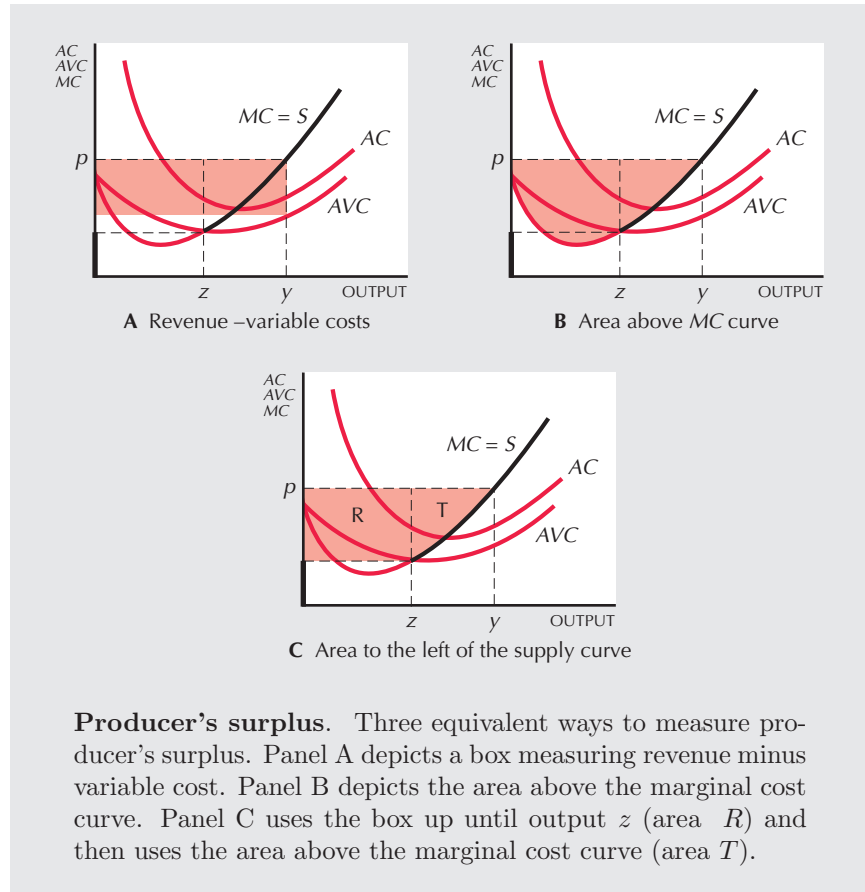 AC
AVC
MC
MC = S
AC
p
AVC
z
y
OUTPUT
A Revenue –variable costs
AC
AVC
MC
MC = S
AC
p
AVC
z
y
OUTPUT
B Area above MC curve
AC
AVC
MC
MC = S
AC
p
R
T
AVC
z
y
OUTPUT
C Area to the left of the supply curve
Producer's surplus. Three equivalent ways to measure pro-
ducer's surplus. Panel A depicts a box measuring revenue minus
variable cost. Panel B depicts the area above the marginal cost
curve. Panel C uses the box up until output z (area R) and
then uses the area above the marginal cost curve (area T).